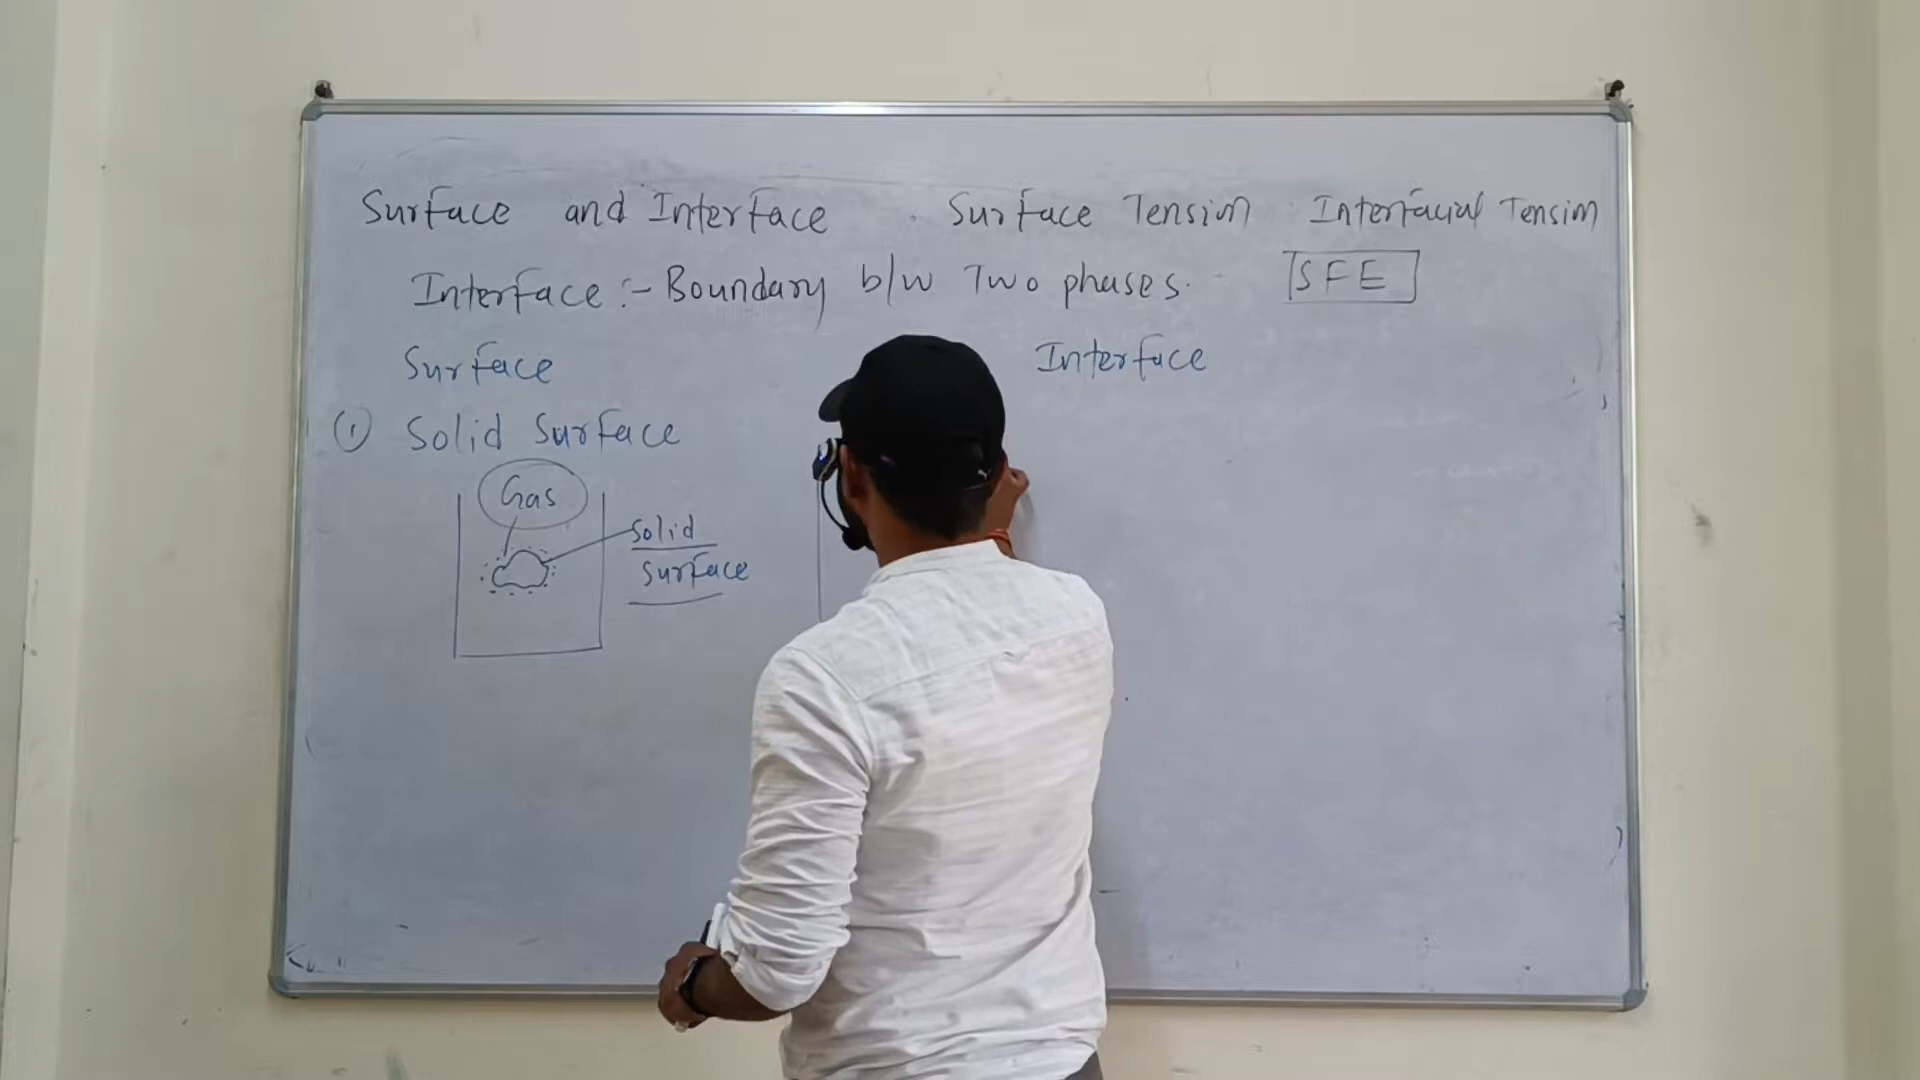 Surface and Interface Surface Tension Interfacial Tension
Interface :- Boundary b/w Two phases. SFE
Surface Interface
① Solid Surface
Gas
Solid
Surface